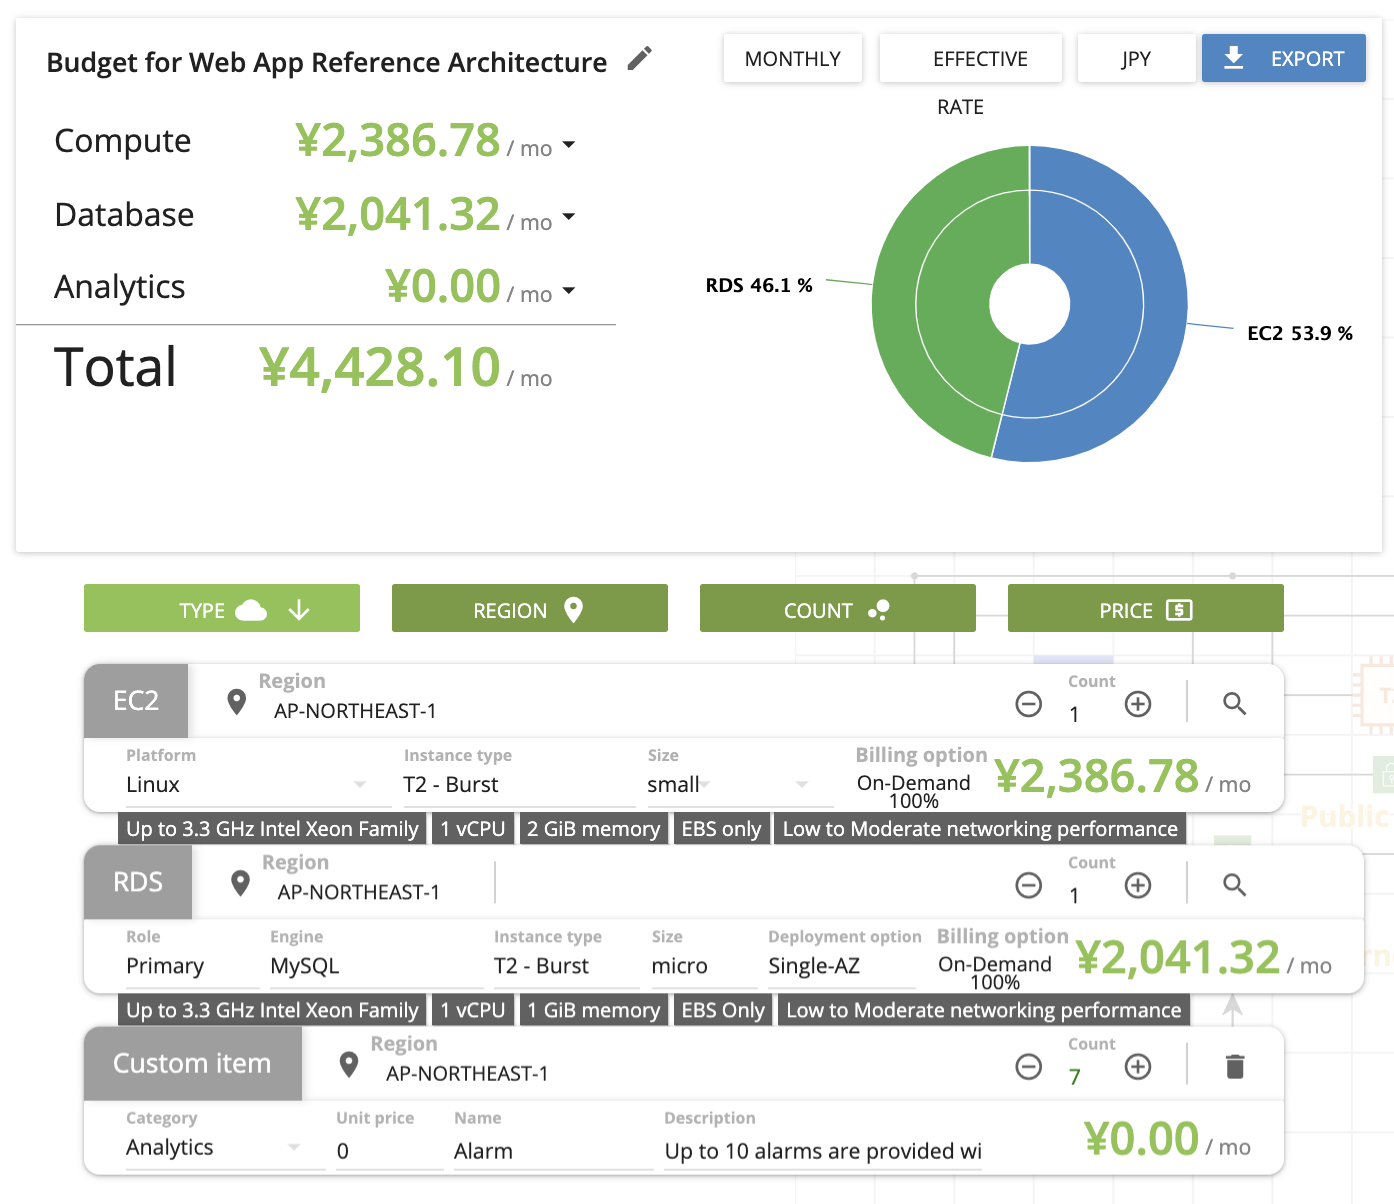 Budget for Web App Reference Architecture
MONTHLY
EFFECTIVE
RATE
JPY
EXPORT
Compute ¥2,386.78 / mo
Database ¥2,041.32 / mo
Analytics ¥0.00 / mo
Total ¥4,428.10 / mo
RDS 46.1 %
EC2 53.9 %
TYPE
REGION
COUNT
PRICE
EC2
Region
AP-NORTHEAST-1
Count
1
Platform
Linux
Instance type
T2 - Burst
Size
small
Billing option
On-Demand
100%
¥2,386.78 / mo
Up to 3.3 GHz Intel Xeon Family
1 vCPU
2 GiB memory
EBS only
Low to Moderate networking performance
Public
RDS
Region
AP-NORTHEAST-1
Count
1
Role
Primary
Engine
MySQL
Instance type
T2 - Burst
Size
micro
Deployment option
Single-AZ
Billing option
On-Demand
100%
¥2,041.32 / mo
Up to 3.3 GHz Intel Xeon Family
1 vCPU
1 GiB memory
EBS Only
Low to Moderate networking performance
Custom item
Region
AP-NORTHEAST-1
Count
7
Category
Analytics
Unit price
0
Name
Alarm
Description
Up to 10 alarms are provided wi
¥0.00 / mo